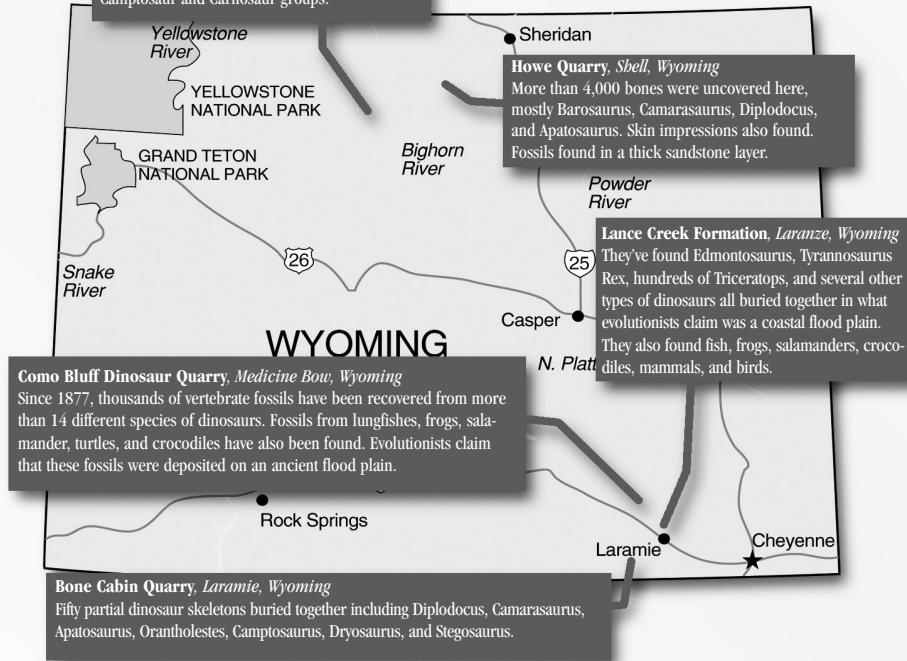 Camptosaur and Carnosaur groups.
Yellowstone
River
Sheridan
YELLOWSTONE
NATIONAL PARK
Howe Quarry, Shell, Wyoming
More than 4,000 bones were uncovered here,
mostly Barosaurus, Camarasaurus, Diplodocus,
and Apatosaurus. Skin impressions also found.
Fossils found in a thick sandstone layer.
GRAND TETON
NATIONAL PARK
Bighorn
River
Powder
River
Lance Creek Formation, Laranze, Wyoming
They've found Edmontosaurus, Tyrannosaurus
Rex, hundreds of Triceratops, and several other
types of dinosaurs all buried together in what
evolutionists claim was a coastal flood plain.
They also found fish, frogs, salamanders, croco-
diles, mammals, and birds.
Snake
River
26
25
Casper
WYOMING
N. Platt
Como Bluff Dinosaur Quarry, Medicine Bow, Wyoming
Since 1877, thousands of vertebrate fossils have been recovered from more
than 14 different species of dinosaurs. Fossils from lungfishes, frogs, sala-
mander, turtles, and crocodiles have also been found. Evolutionists claim
that these fossils were deposited on an ancient flood plain.
Rock Springs
Laramie
Cheyenne
Bone Cabin Quarry, Laramie, Wyoming
Fifty partial dinosaur skeletons buried together including Diplodocus, Camarasaurus,
Apatosaurus, Orantholestes, Camptosaurus, Dryosaurus, and Stegosaurus.